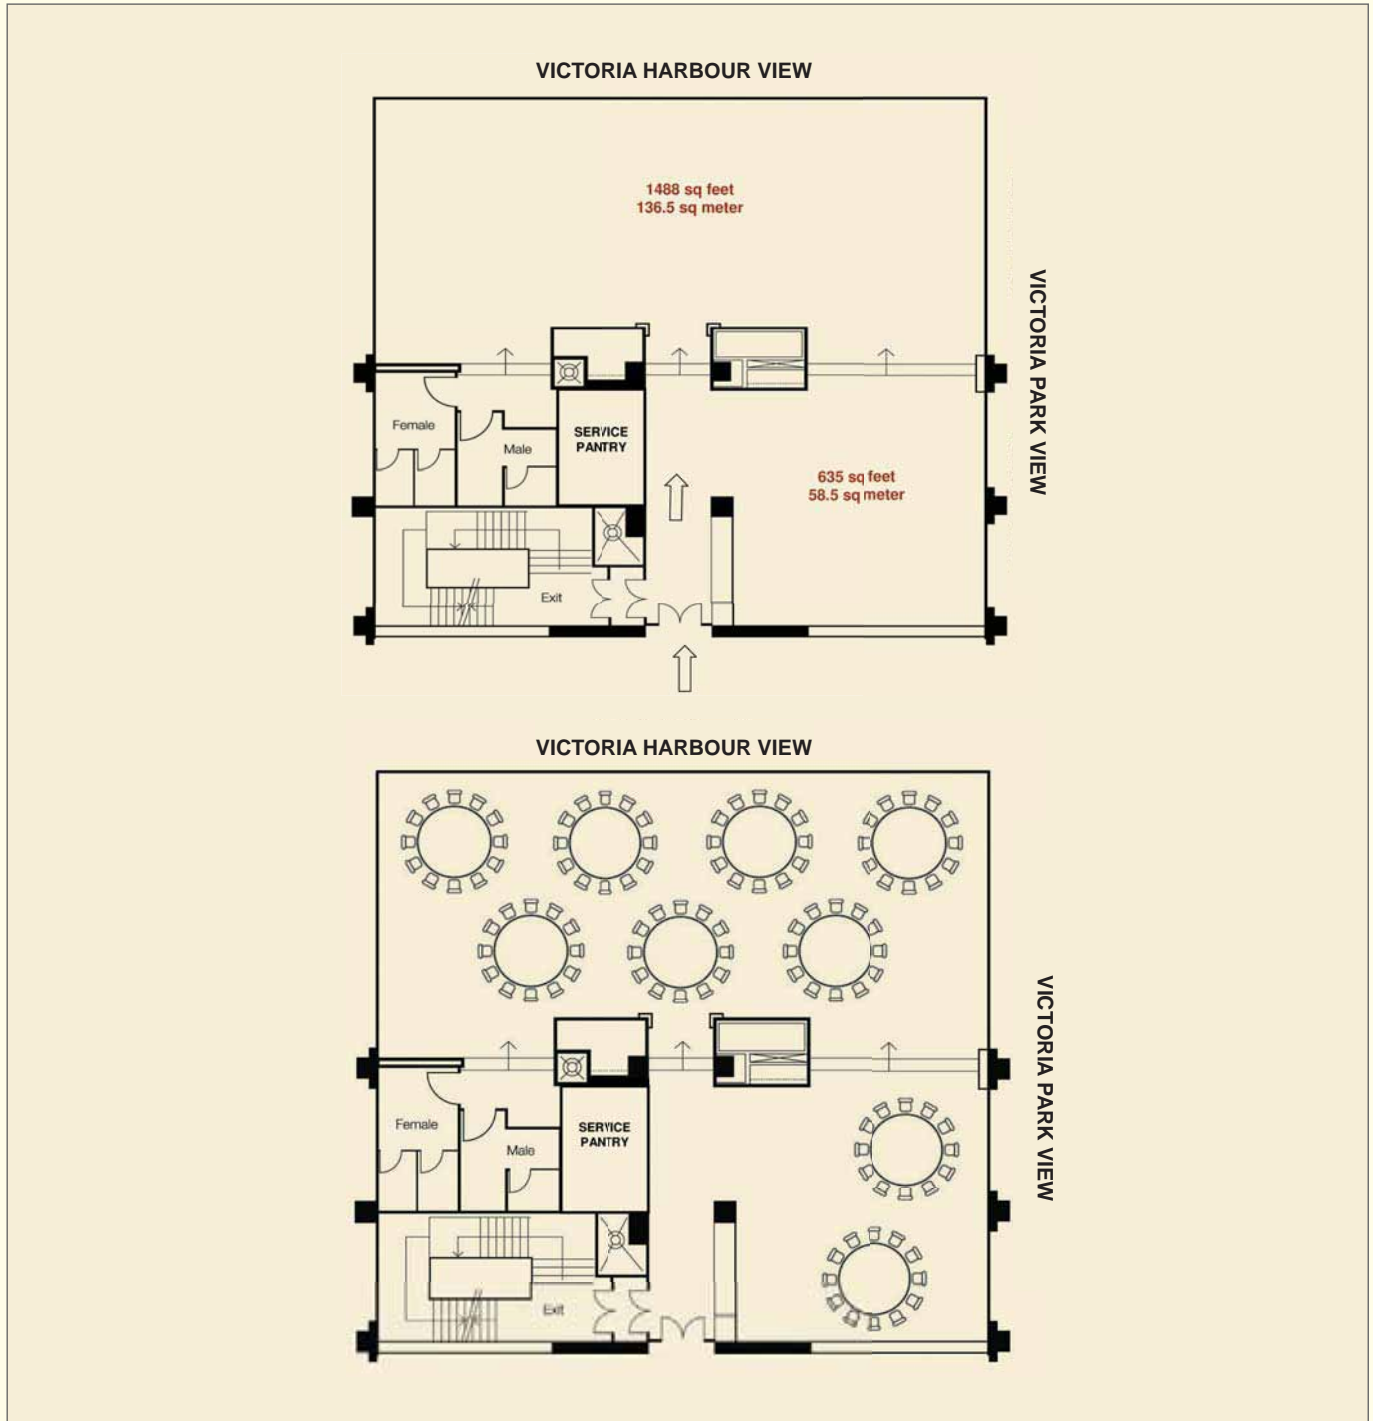 VICTORIA HARBOUR VIEW
1488 sq feet
136.5 sq meter
VICTORIA PARK VIEW
Female
Male
SERVICE
PANTRY
635 sq feet
58.5 sq meter
Exit
VICTORIA HARBOUR VIEW
VICTORIA PARK VIEW
Female
Male
SERVICE
PANTRY
Exit